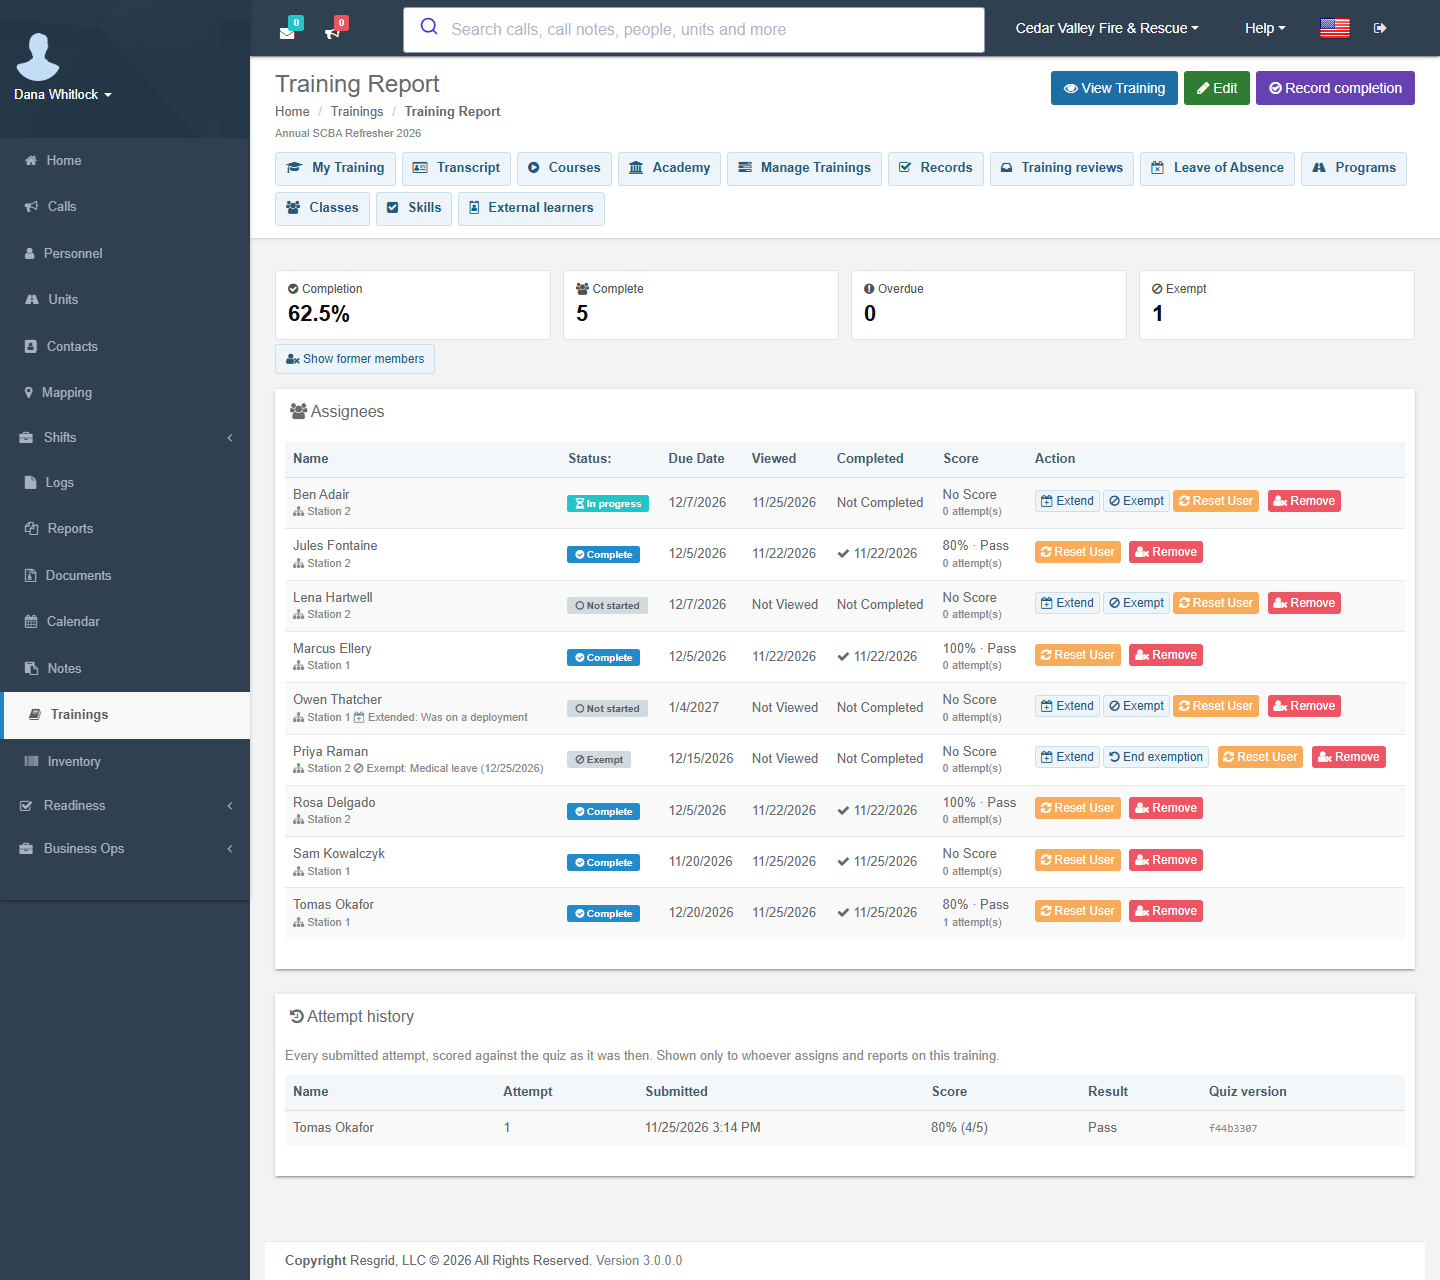 0
0
Search calls, call notes, people, units and more
Cedar Valley Fire & Rescue
Help
Dana Whitlock
Home
Calls
Personnel
Units
Contacts
Mapping
Shifts
Logs
Reports
Documents
Calendar
Notes
Trainings
Inventory
Readiness
Business Ops
Training Report
Home / Trainings / Training Report
Annual SCBA Refresher 2026
View Training
Edit
Record completion
My Training
Transcript
Courses
Academy
Manage Trainings
Records
Training reviews
Leave of Absence
Programs
Classes
Skills
External learners
Completion
62.5%
Complete
5
Overdue
0
Exempt
1
Show former members
Assignees
Name Status: Due Date Viewed Completed Score Action
Ben Adair In progress 12/7/2026 11/25/2026 Not Completed No Score Extend Exempt Reset User Remove
Station 2 0 attempt(s)
Jules Fontaine Complete 12/5/2026 11/22/2026 11/22/2026 80% · Pass Reset User Remove
Station 2 0 attempt(s)
Lena Hartwell Not started 12/7/2026 Not Viewed Not Completed No Score Extend Exempt Reset User Remove
Station 2 0 attempt(s)
Marcus Ellery Complete 12/5/2026 11/22/2026 11/22/2026 100% · Pass Reset User Remove
Station 1 0 attempt(s)
Owen Thatcher Not started 1/4/2027 Not Viewed Not Completed No Score Extend Exempt Reset User Remove
Station 1 Extended: Was on a deployment 0 attempt(s)
Priya Raman Exempt 12/15/2026 Not Viewed Not Completed No Score Extend End exemption Reset User Remove
Station 2 Exempt: Medical leave (12/25/2026) 0 attempt(s)
Rosa Delgado Complete 12/5/2026 11/22/2026 11/22/2026 100% · Pass Reset User Remove
Station 2 0 attempt(s)
Sam Kowalczyk Complete 11/20/2026 11/25/2026 11/25/2026 No Score Reset User Remove
Station 1 0 attempt(s)
Tomas Okafor Complete 12/20/2026 11/25/2026 11/25/2026 80% · Pass Reset User Remove
Station 1 1 attempt(s)
Attempt history
Every submitted attempt, scored against the quiz as it was then. Shown only to whoever assigns and reports on this training.
Name Attempt Submitted Score Result Quiz version
Tomas Okafor 1 11/25/2026 3:14 PM 80% (4/5) Pass f44b3307
Copyright Resgrid, LLC © 2026 All Rights Reserved. Version 3.0.0.0